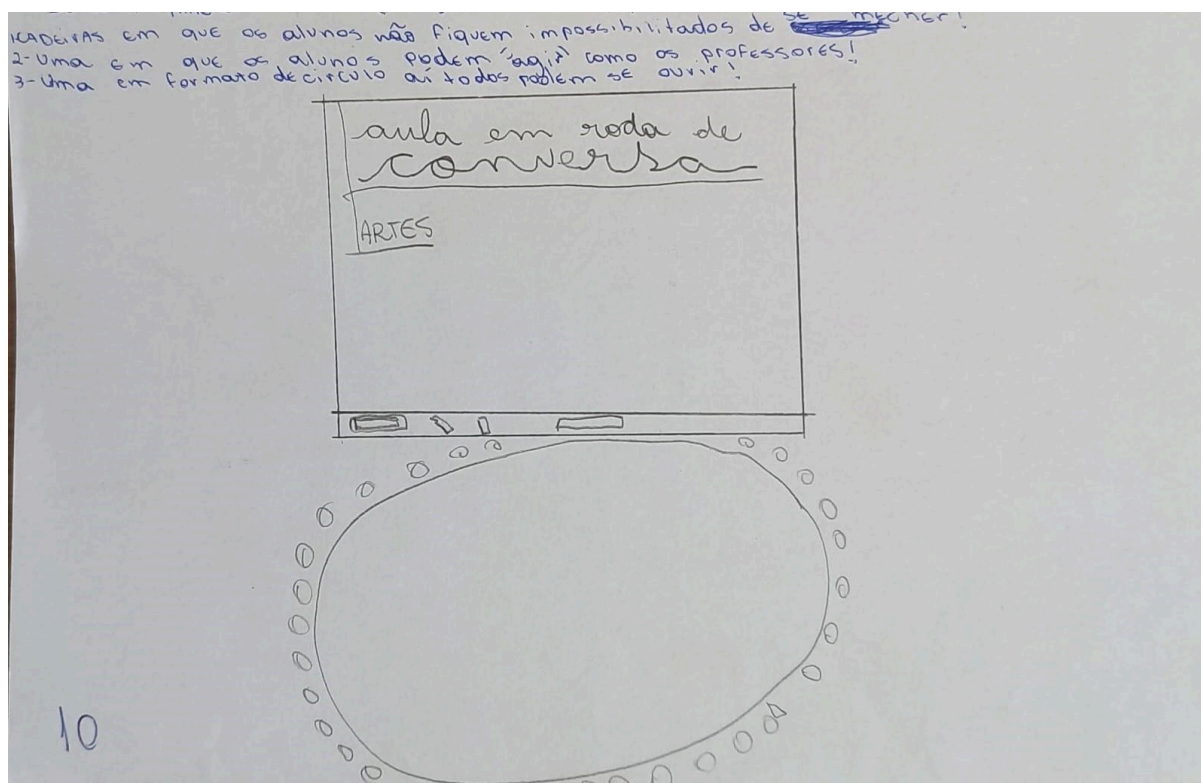 CADEIRAS EM QUE OS alunos não fiquem impossibilitados de SE MECHER!
2-Uma em que os alunos podem "agir" como os professores!
3-Uma em formato de circulo aí todos podem SE OUVIR!
aula em roda de
conversa
ARTES
10